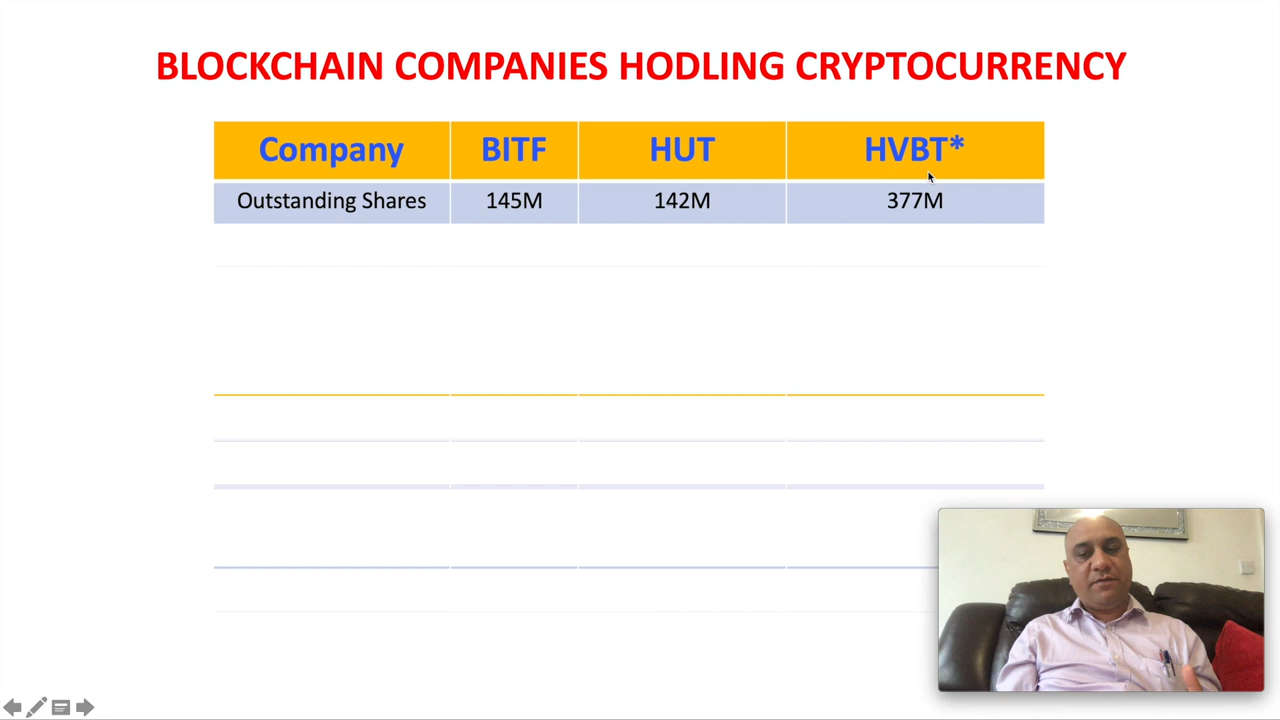 BLOCKCHAIN COMPANIES HODLING CRYPTOCURRENCY
Company BITF HUT HVBT*
Outstanding Shares 145M 142M 377M